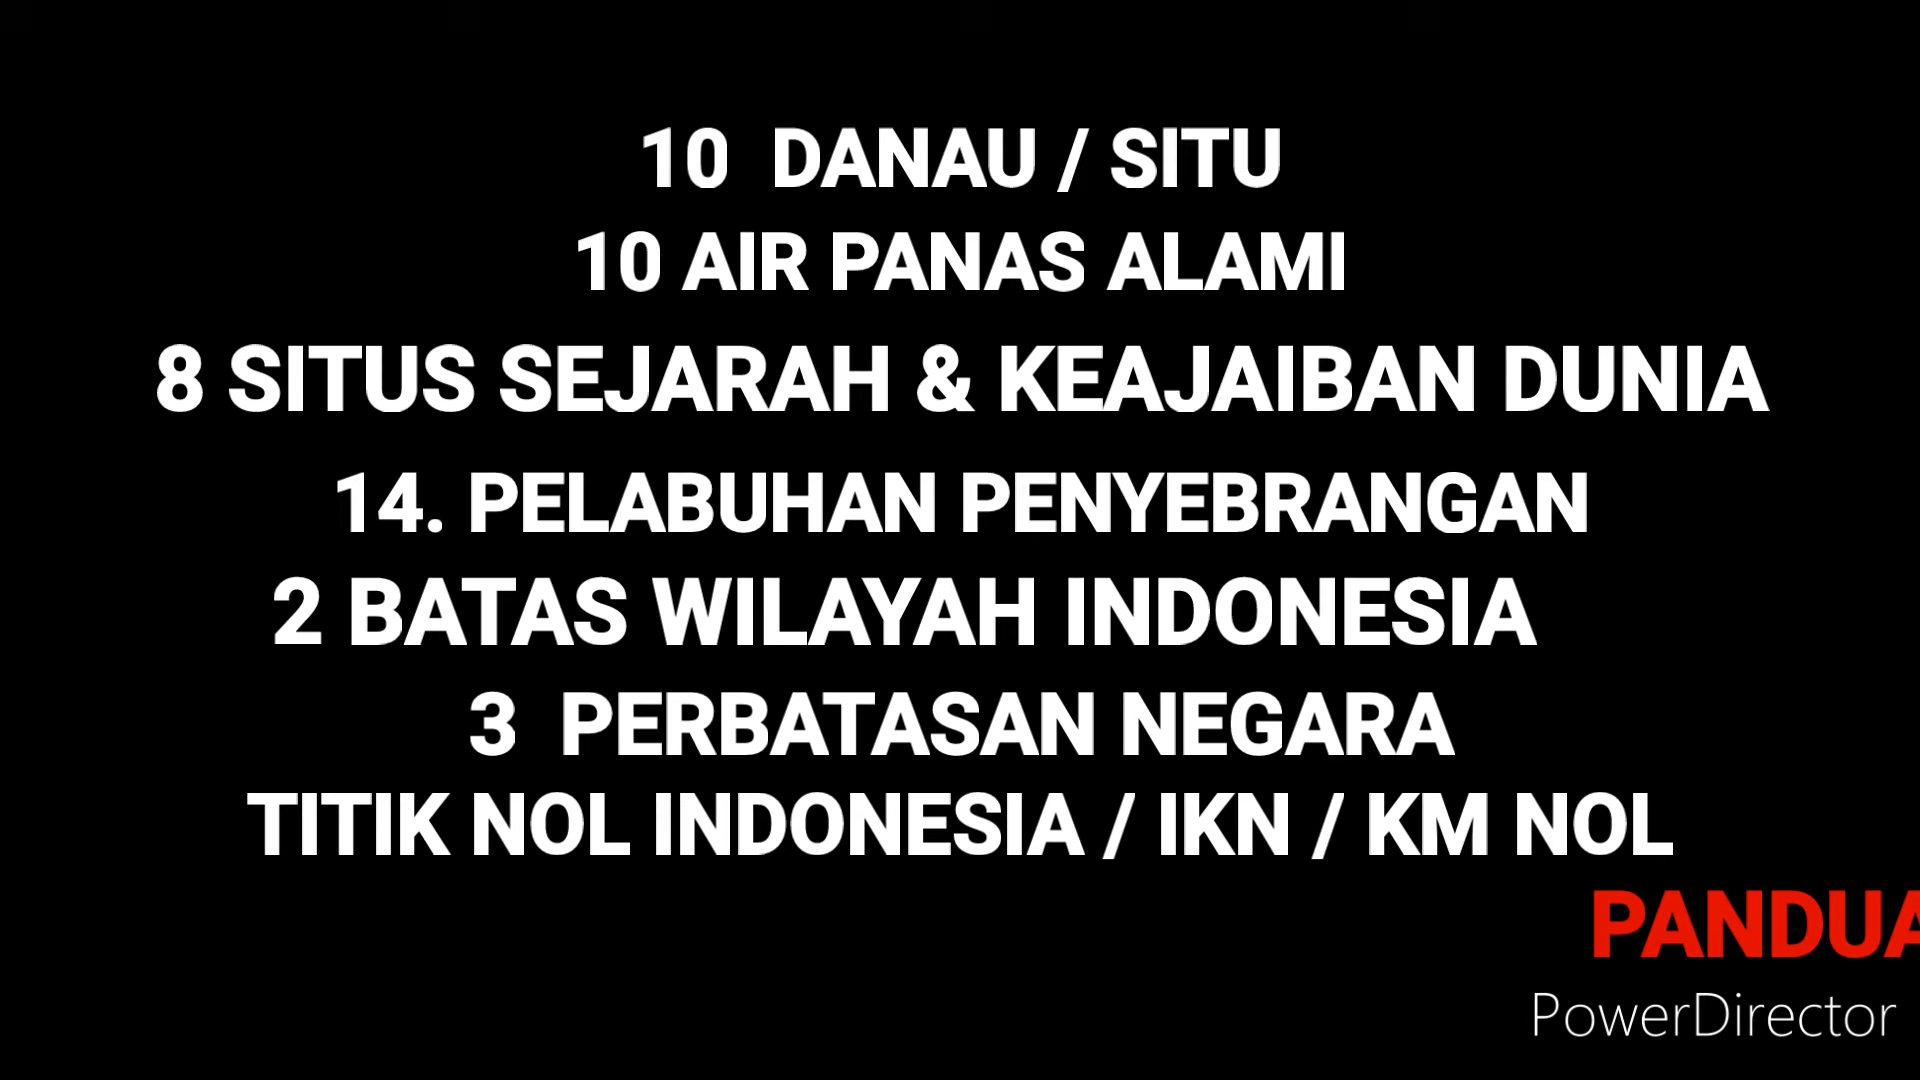 10  DANAU / SITU
10 AIR PANAS ALAMI
8 SITUS SEJARAH & KEAJAIBAN DUNIA
14. PELABUHAN PENYEBRANGAN
2 BATAS WILAYAH INDONESIA
3  PERBATASAN NEGARA
TITIK NOL INDONESIA / IKN / KM NOL
PANDUA
PowerDirector